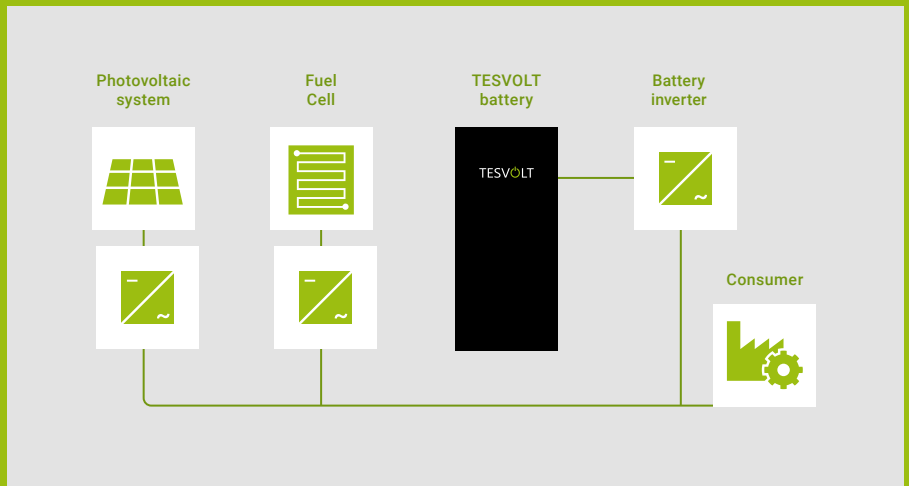 Photovoltaic
system
Fuel
Cell
TESVOLT
battery
Battery
inverter
TESVOLT
Consumer